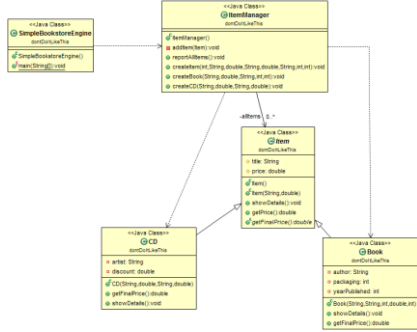 <<Java Class>>
SimpleBookstoreEngine
dontDoItLikeThis
SimpleBookstoreEngine()
main(String[]):void
<<Java Class>>
ItemManager
dontDoItLikeThis
ItemManager()
addItem(Item):void
reportAllItems():void
createItem(int,String,double,String,double,String,int,int):void
createBook(String,double,String,int,int):void
createCD(String,double,String,double):void
-allItems 0..*
<<Java Class>>
Item
dontDoItLikeThis
title: String
price: double
Item()
Item(String,double)
showDetails():void
getPrice():double
getFinalPrice():double
<<Java Class>>
CD
dontDoItLikeThis
artist: String
discount: double
CD(String,double,String,double)
getFinalPrice():double
showDetails():void
<<Java Class>>
Book
dontDoItLikeThis
author: String
packaging: int
yearPublished: int
Book(String,String,int,double,int)
showDetails():void
getFinalPrice():double